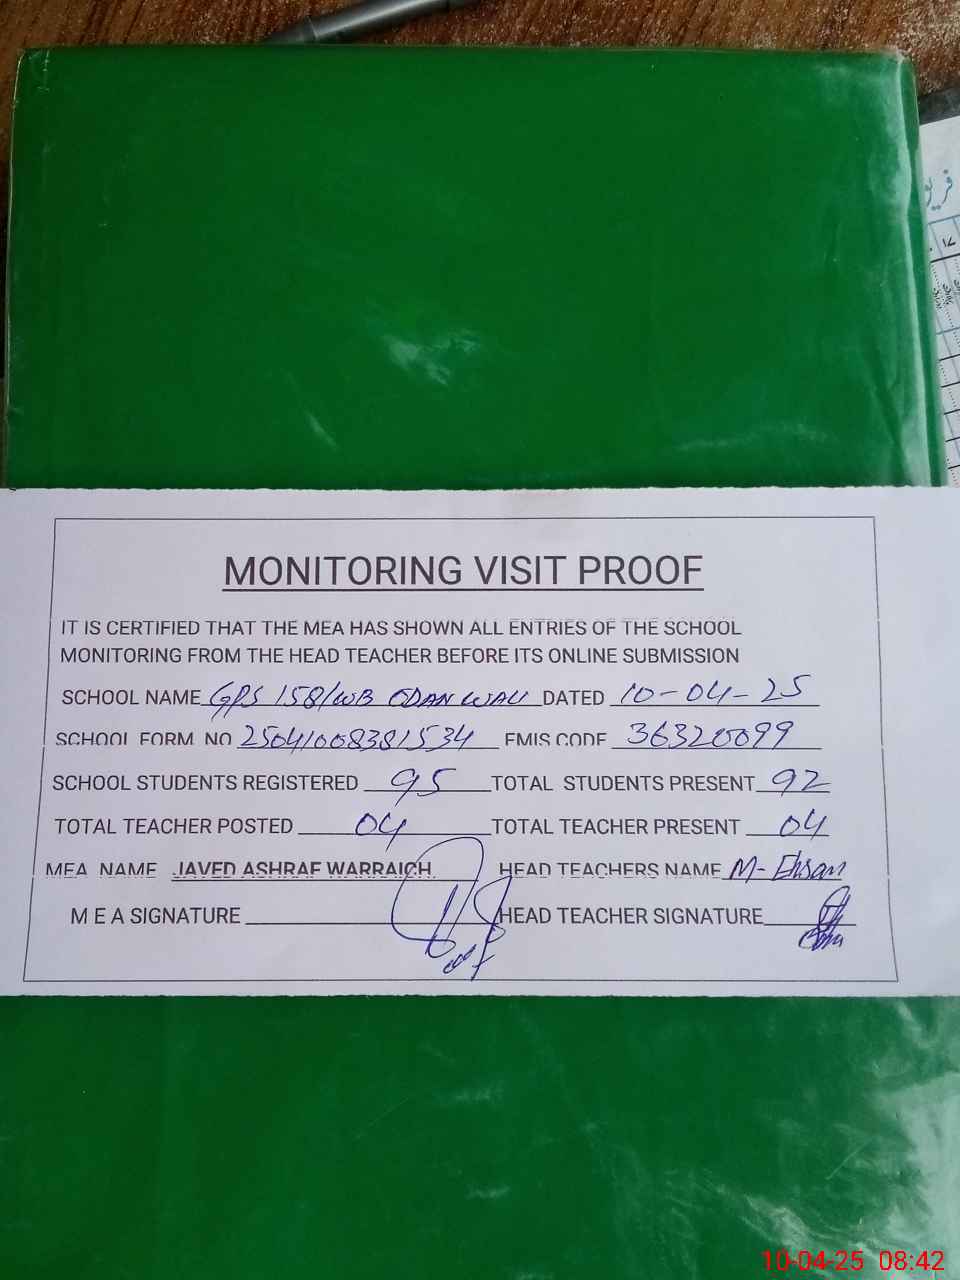 فریق
MONITORING VISIT PROOF
IT IS CERTIFIED THAT THE MEA HAS SHOWN ALL ENTRIES OF THE SCHOOL
MONITORING FROM THE HEAD TEACHER BEFORE ITS ONLINE SUBMISSION
SCHOOL NAME GPS 158/WB ODAN WALI DATED 10-04-25
SCHOOL FORM NO 25041008381534 EMIS CODE 36320099
SCHOOL STUDENTS REGISTERED 95 TOTAL STUDENTS PRESENT 92
TOTAL TEACHER POSTED 04 TOTAL TEACHER PRESENT 04
MEA NAME JAVED ASHRAF WARRAICH HEAD TEACHERS NAME M- Ehsan
M E A SIGNATURE HEAD TEACHER SIGNATURE
10-04-25 08:42